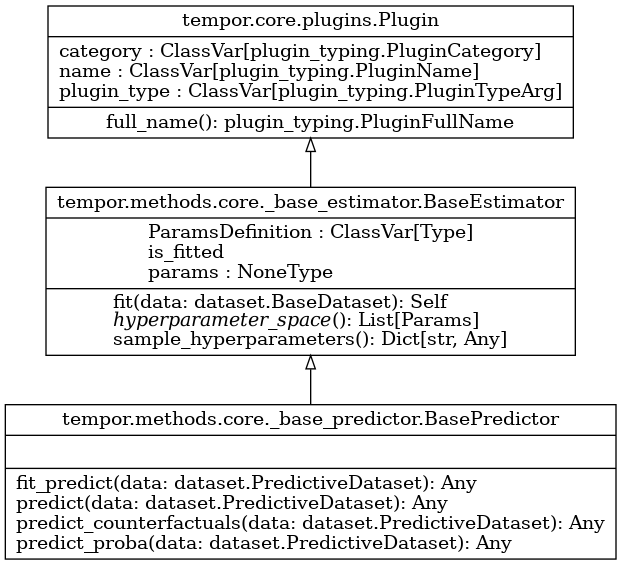 tempor.core.plugins.Plugin
category : ClassVar[plugin_typing.PluginCategory]
name : ClassVar[plugin_typing.PluginName]
plugin_type : ClassVar[plugin_typing.PluginTypeArg]
full_name(): plugin_typing.PluginFullName
tempor.methods.core._base_estimator.BaseEstimator
ParamsDefinition : ClassVar[Type]
is_fitted
params : NoneType
fit(data: dataset.BaseDataset): Self
hyperparameter_space(): List[Params]
sample_hyperparameters(): Dict[str, Any]
tempor.methods.core._base_predictor.BasePredictor
fit_predict(data: dataset.PredictiveDataset): Any
predict(data: dataset.PredictiveDataset): Any
predict_counterfactuals(data: dataset.PredictiveDataset): Any
predict_proba(data: dataset.PredictiveDataset): Any